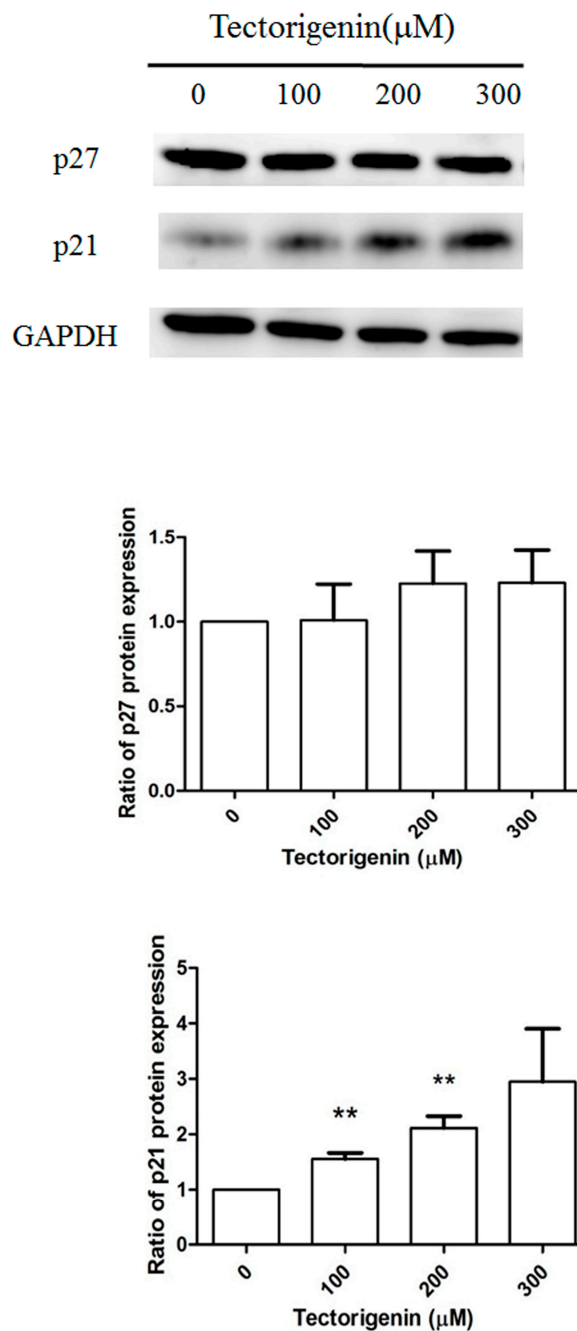 Tectorigenin(μM)
0 100 200 300
p27
p21
GAPDH
Ratio of p27 protein expression
1.5
1.0
0.5
0.0
0 100 200 300
Tectorigenin (μM)
Ratio of p21 protein expression
5
4
3
2
1
0
** **
0 100 200 300
Tectorigenin (μM)